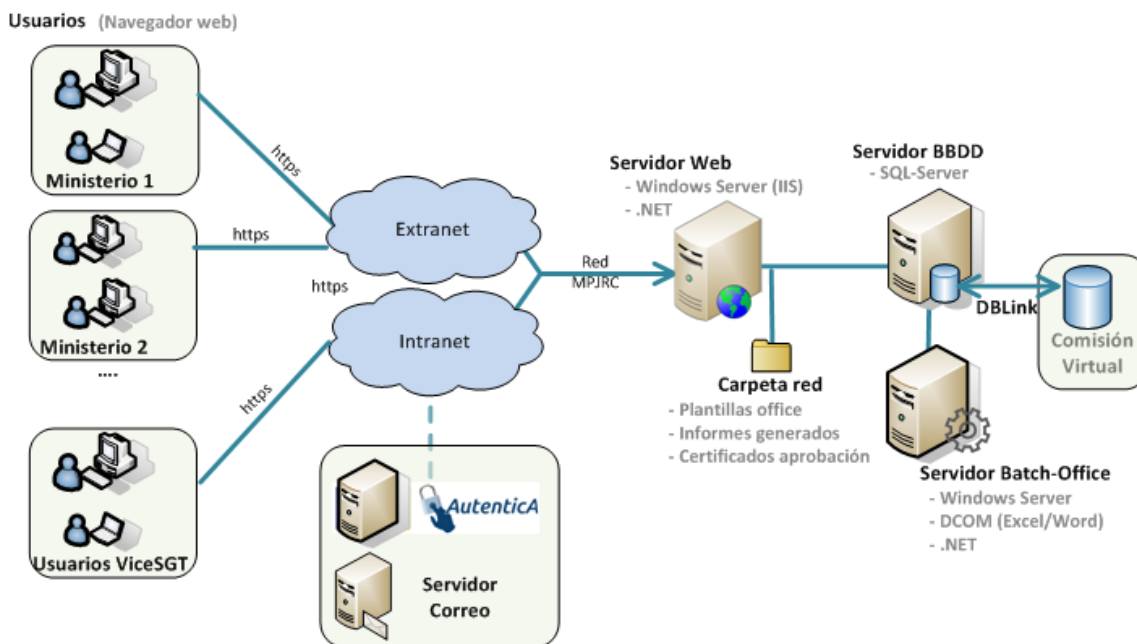 Usuarios (Navegador web)
https
Ministerio 1
https
Ministerio 2
....
https
Usuarios ViceSGT
Extranet
https
Intranet
AutenticA
Servidor
Correo
Red
MPJRC
Servidor Web
- Windows Server (IIS)
- .NET
Carpeta red
- Plantillas office
- Informes generados
- Certificados aprobación
Servidor BBDD
- SQL-Server
DBLink
Comisión
Virtual
Servidor Batch-Office
- Windows Server
- DCOM (Excel/Word)
- .NET